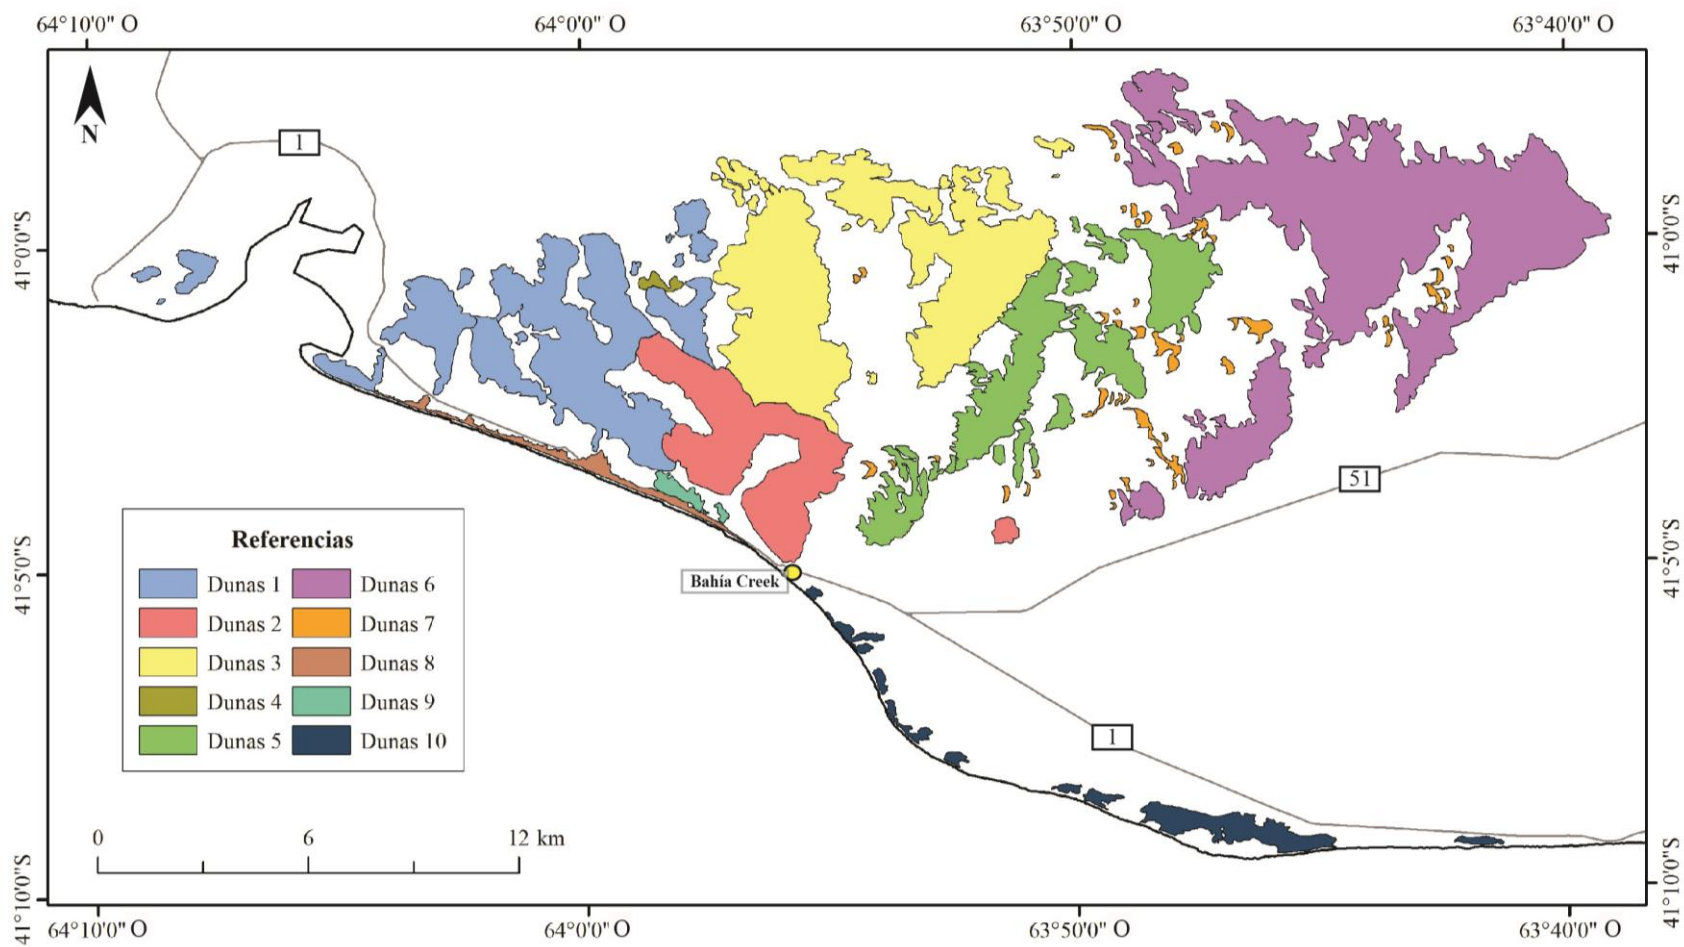 64°10'0" O 64°0'0" O 63°50'0" O 63°40'0" O
N
1
41°0'0"S
41°0'0"S
51
41°5'0"S
41°5'0"S
Bahía Creek
Referencias
Dunas 1 Dunas 6
Dunas 2 Dunas 7
Dunas 3 Dunas 8
Dunas 4 Dunas 9
Dunas 5 Dunas 10
1
0 6 12 km
41°10'0"S
41°10'0"S
64°10'0" O 64°0'0" O 63°50'0" O 63°40'0" O